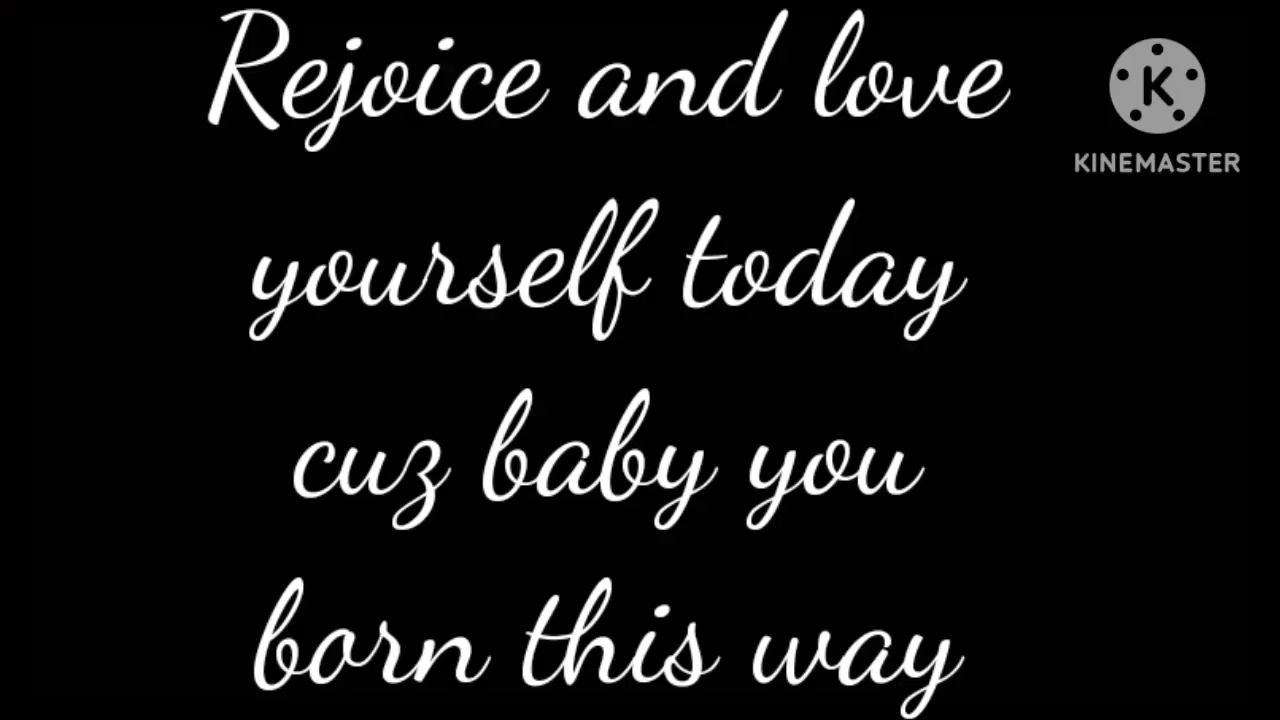 Rejoice and love
yourself today
cuz baby you
born this way
K
KINEMASTER